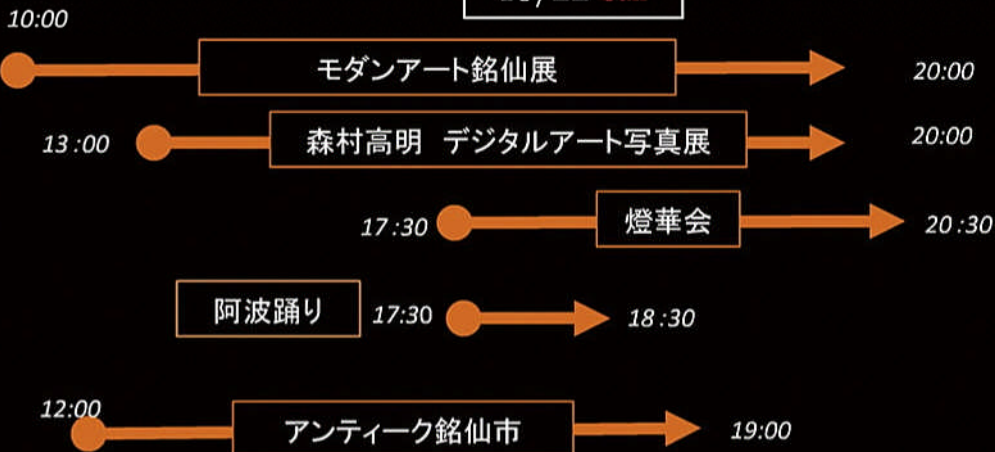 10:00 モダンアート銘仙展 20:00
13:00 森村高明 デジタルアート写真展 20:00
17:30 燈華会 20:30
阿波踊り 17:30 18:30
12:00 アンティーク銘仙市 19:00